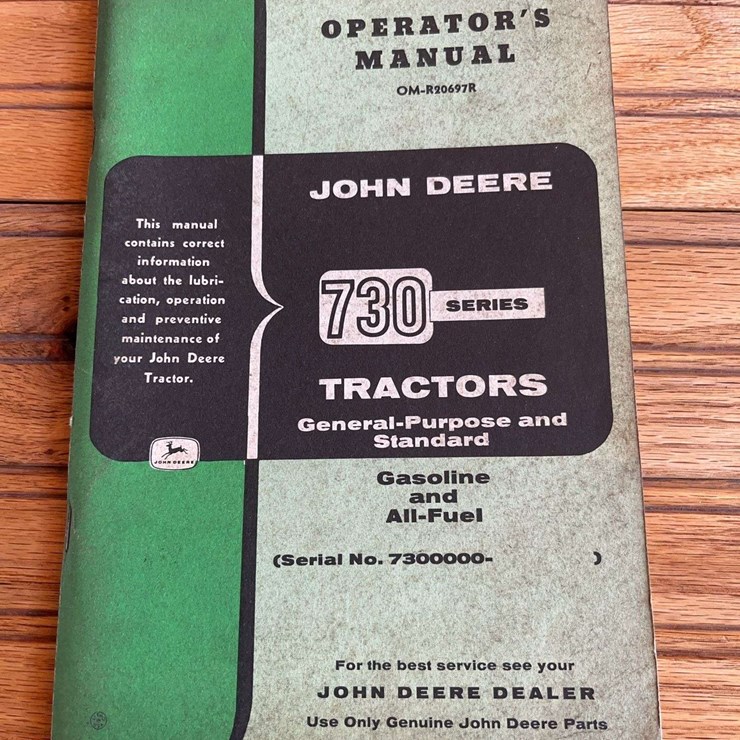 OPERATOR'S
MANUAL
OM-R20697R
JOHN DEERE
This manual
contains correct
information
about the lubri-
cation, operation
and preventive
maintenance of
your John Deere
Tractor.
730 SERIES
TRACTORS
General-Purpose and
Standard
JOHN DEERE
Gasoline
and
All-Fuel
(Serial No. 7300000- )
For the best service see your
JOHN DEERE DEALER
Use Only Genuine John Deere Parts